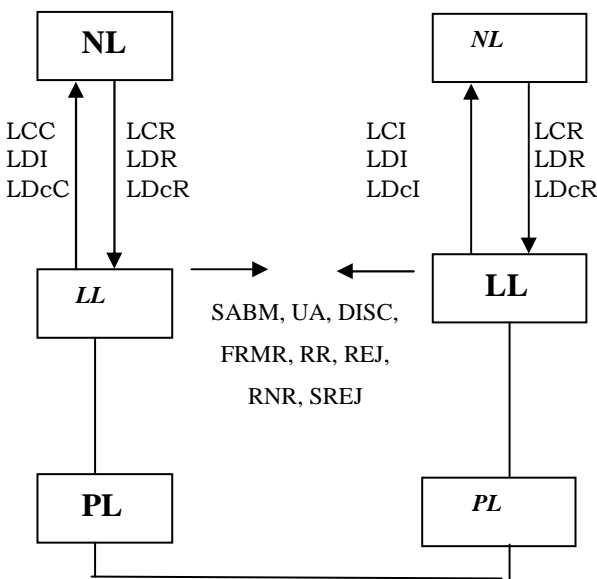 NL
NL
LCC
LDI
LDcC
LCR
LDR
LDcR
LCI
LDI
LDcI
LCR
LDR
LDcR
LL
LL
SABM, UA, DISC,
FRMR, RR, REJ,
RNR, SREJ
PL
PL